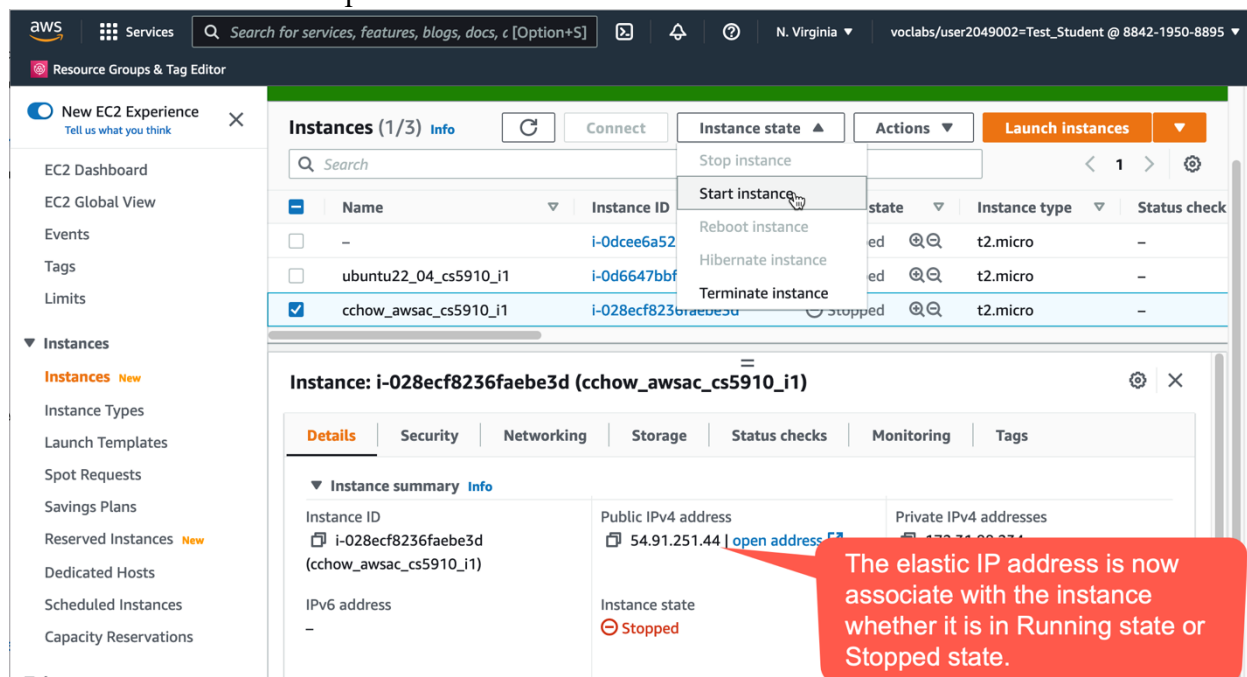 aws
Services
Search for services, features, blogs, docs, c [Option+S]
N. Virginia ▼
voclabs/user2049002=Test_Student @ 8842-1950-8895 ▼
Resource Groups & Tag Editor
New EC2 Experience
Tell us what you think
EC2 Dashboard
EC2 Global View
Events
Tags
Limits
▼ Instances
Instances New
Instance Types
Launch Templates
Spot Requests
Savings Plans
Reserved Instances New
Dedicated Hosts
Scheduled Instances
Capacity Reservations
Instances (1/3) Info
Connect
Instance state ▲
Actions ▼
Launch instances ▼
Search
< 1 >
Stop instance
Start instance
Reboot instance
Hibernate instance
Terminate instance
Name Instance ID state Instance type Status check
– i-0dcee6a52 ed t2.micro –
ubuntu22_04_cs5910_i1 i-0d6647bbf ed t2.micro –
cchow_awsac_cs5910_i1 i-028ecf8236faebe3d Stopped t2.micro –
Instance: i-028ecf8236faebe3d (cchow_awsac_cs5910_i1)
Details Security Networking Storage Status checks Monitoring Tags
▼ Instance summary Info
Instance ID
i-028ecf8236faebe3d
(cchow_awsac_cs5910_i1)
Public IPv4 address
54.91.251.44 | open address
Private IPv4 addresses
IPv6 address
–
Instance state
Stopped
The elastic IP address is now
associate with the instance
whether it is in Running state or
Stopped state.